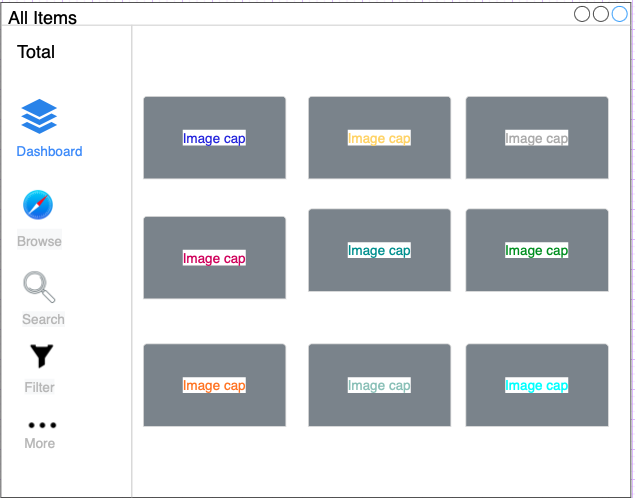 All Items
Total
Dashboard
Browse
Search
Filter
More
Image cap
Image cap
Image cap
Image cap
Image cap
Image cap
Image cap
Image cap
Image cap